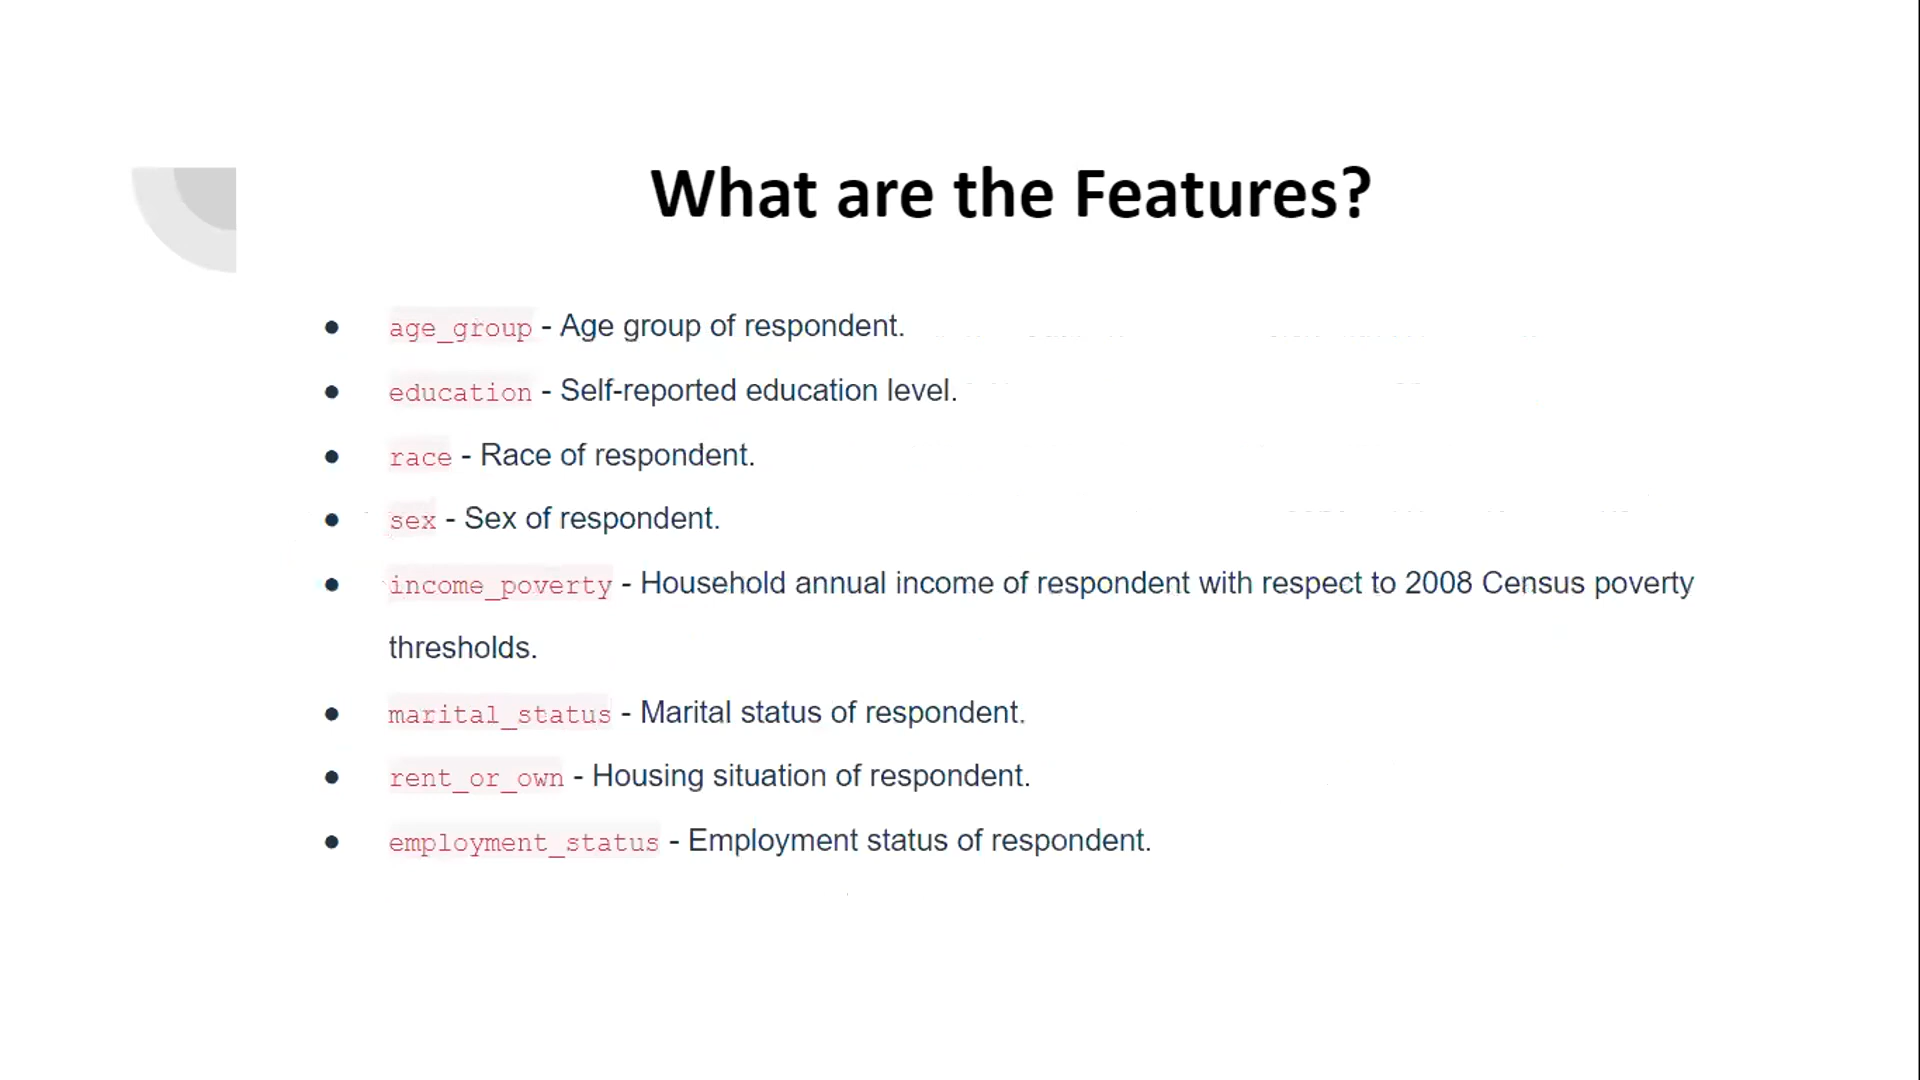 What are the Features?
● age_group - Age group of respondent.
● education - Self-reported education level.
● race - Race of respondent.
● sex - Sex of respondent.
● income_poverty - Household annual income of respondent with respect to 2008 Census poverty
thresholds.
● marital_status - Marital status of respondent.
● rent_or_own - Housing situation of respondent.
● employment_status - Employment status of respondent.